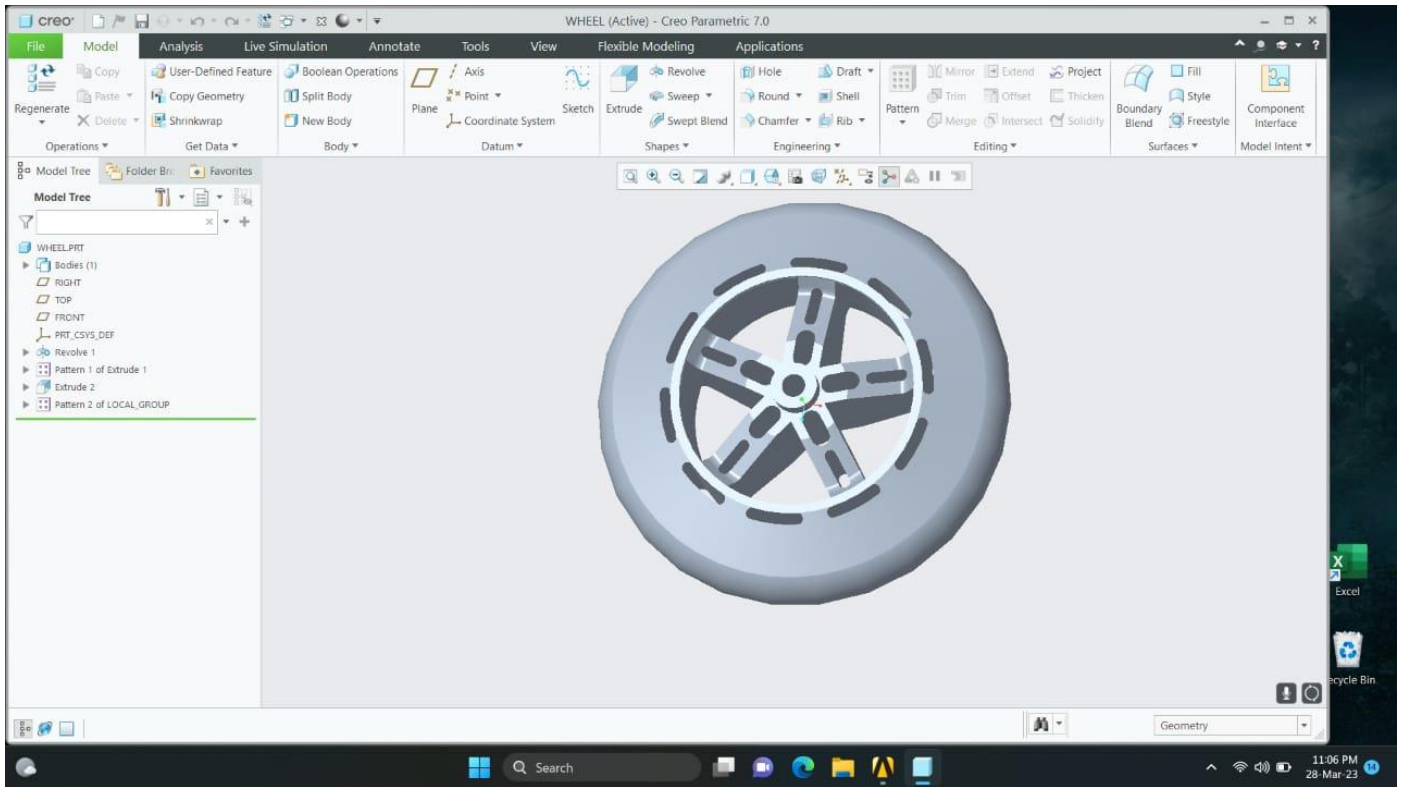 creo® WHEEL (Active) - Creo Parametric 7.0
File Model Analysis Live Simulation Annotate Tools View Flexible Modeling Applications
Regenerate
Copy
Paste
Delete
Operations
User-Defined Feature
Copy Geometry
Shrinkwrap
Get Data
Boolean Operations
Split Body
New Body
Body
Plane
Axis
Point
Coordinate System
Datum
Sketch
Extrude
Revolve
Sweep
Swept Blend
Shapes
Hole
Draft
Round
Shell
Chamfer
Rib
Engineering
Pattern
Mirror
Extend
Project
Trim
Offset
Thicken
Merge
Intersect
Solidify
Editing
Boundary
Blend
Fill
Style
Freestyle
Surfaces
Component
Interface
Model Intent
Model Tree
Folder Br
Favorites
Model Tree
WHEEL.PRT
Bodies (1)
RIGHT
TOP
FRONT
PRT_CSYS_DEF
Revolve 1
Pattern 1 of Extrude 1
Extrude 2
Pattern 2 of LOCAL_GROUP
Excel
ecycle Bin
Geometry
Search
11:06 PM
28-Mar-23
14